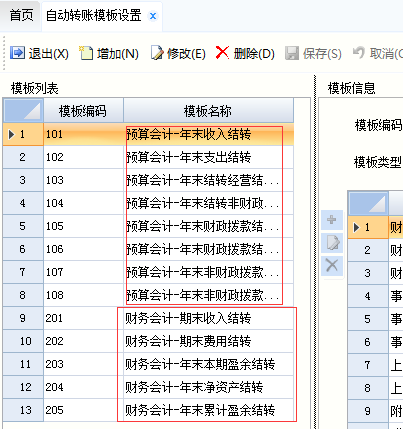 首页 自动转账模板设置 x
退出(X) 增加(N) 修改(E) 删除(D) 保存(S) 取消(C
模板列表 模板信息
模板编码 模板名称
1 101 预算会计-年末收入结转
2 102 预算会计-年末支出结转
3 103 预算会计-年末结转经营结...
4 104 预算会计-年末结转非财政...
5 105 预算会计-年末财政拨款结...
6 106 预算会计-年末财政拨款结...
7 107 预算会计-年末非财政拨款...
8 108 预算会计-年末非财政拨款...
9 201 财务会计-期末收入结转
10 202 财务会计-期末费用结转
11 203 财务会计-年末本期盈余结转
12 204 财务会计-年末净资产结转
13 205 财务会计-年末累计盈余结转
模板编码
模板类型
1 财
2 财
3 财
4 事
5 事
6 事
7 上
8 上
9 附